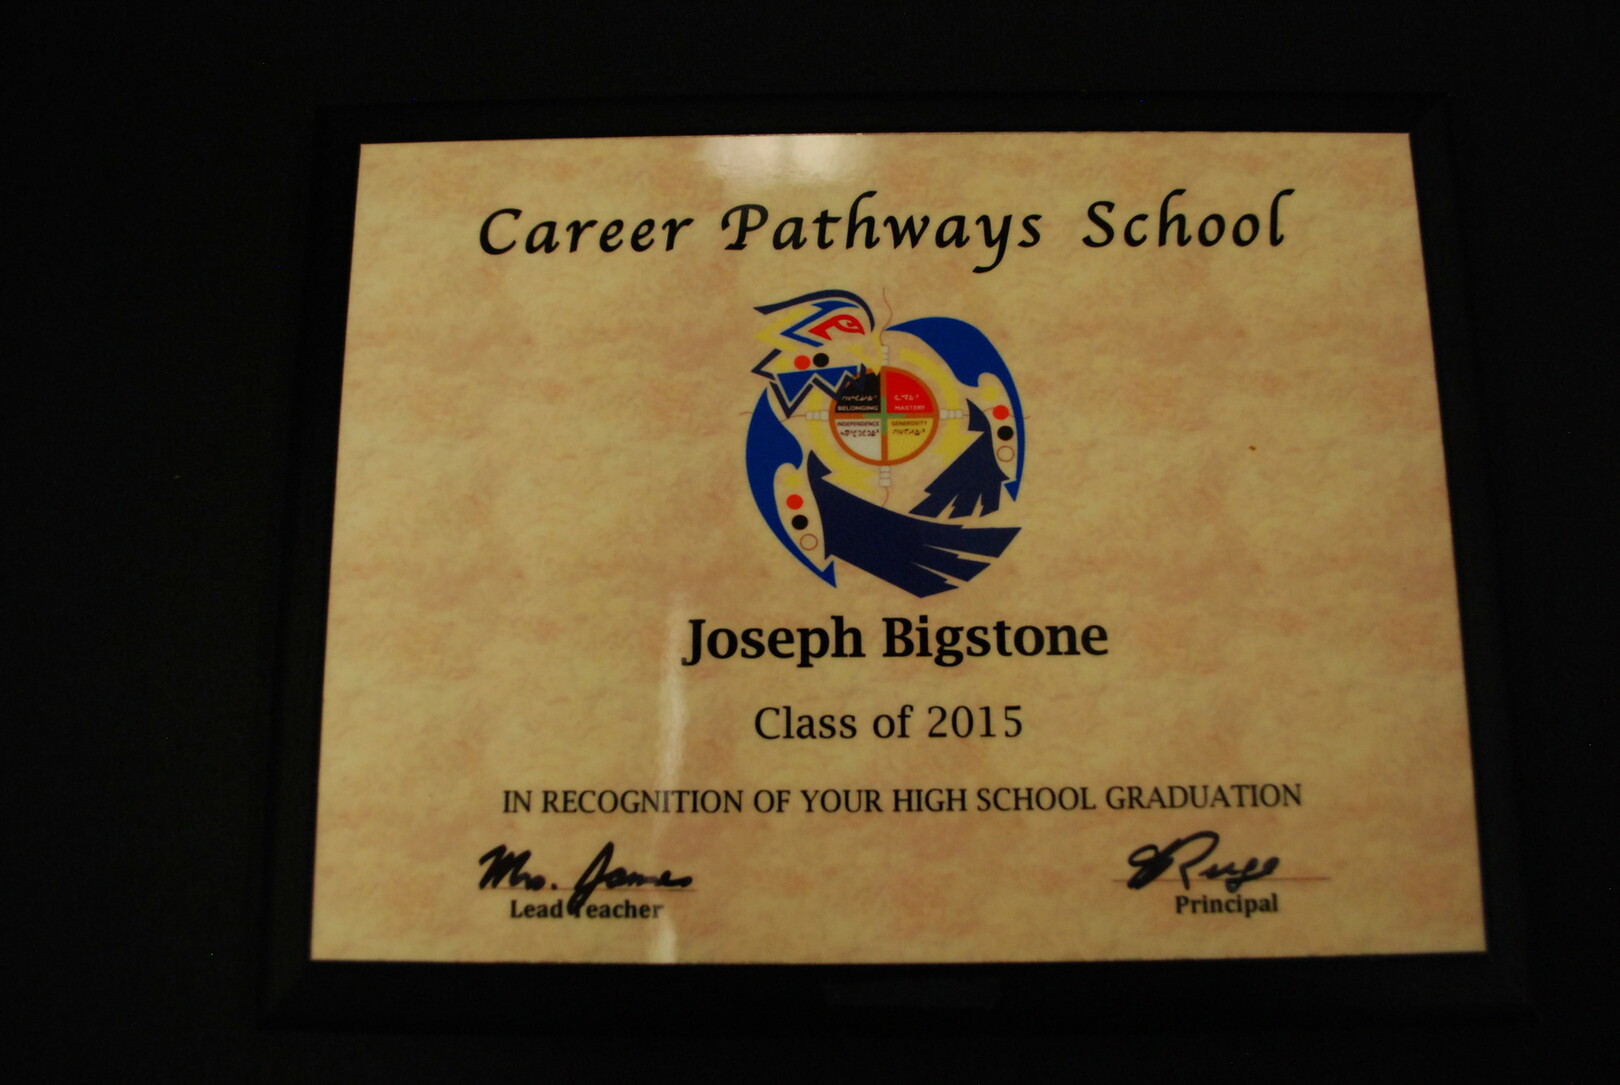 Career Pathways School
BELONGING
MASTERY
INDEPENDENCE
GENEROSITY
Joseph Bigstone
Class of 2015
IN RECOGNITION OF YOUR HIGH SCHOOL GRADUATION
Mrs. James
Lead Teacher
Principal